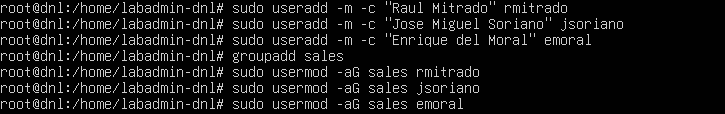 root@dnl:/home/labadmin-dnl# sudo useradd -m -c "Raul Mitrado" rmitrado
root@dnl:/home/labadmin-dnl# sudo useradd -m -c "Jose Miguel Soriano" jsoriano
root@dnl:/home/labadmin-dnl# sudo useradd -m -c "Enrique del Moral" emoral
root@dnl:/home/labadmin-dnl# groupadd sales
root@dnl:/home/labadmin-dnl# sudo usermod -aG sales rmitrado
root@dnl:/home/labadmin-dnl# sudo usermod -aG sales jsoriano
root@dnl:/home/labadmin-dnl# sudo usermod -aG sales emoral